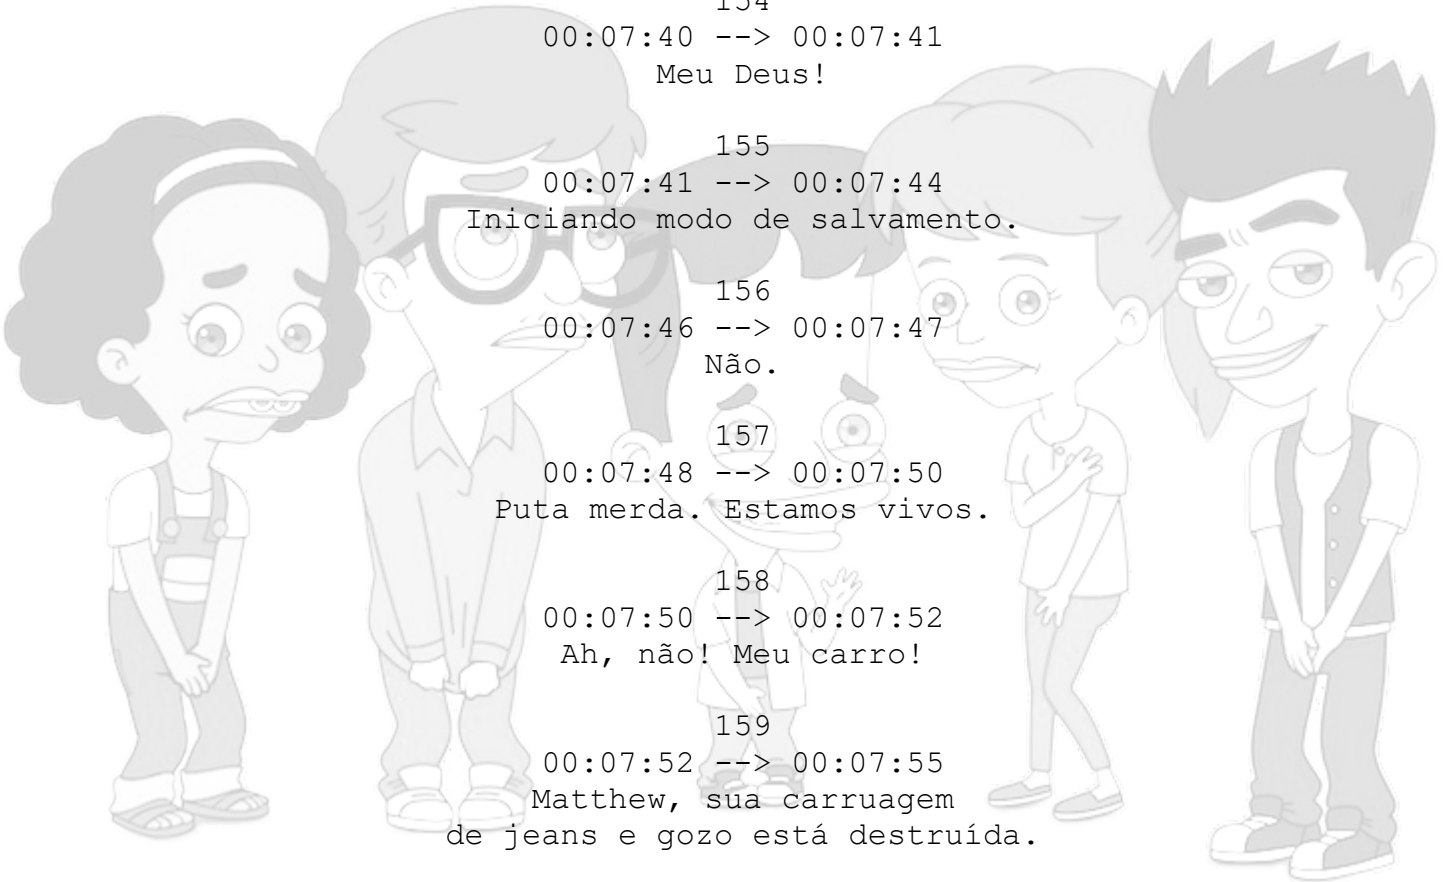 154
00:07:40 --> 00:07:41
Meu Deus!
155
00:07:41 --> 00:07:44
Iniciando modo de salvamento.
156
00:07:46 --> 00:07:47
Não.
157
00:07:48 --> 00:07:50
Puta merda. Estamos vivos.
158
00:07:50 --> 00:07:52
Ah, não! Meu carro!
159
00:07:52 --> 00:07:55
Matthew, sua carruagem
de jeans e gozo está destruída.